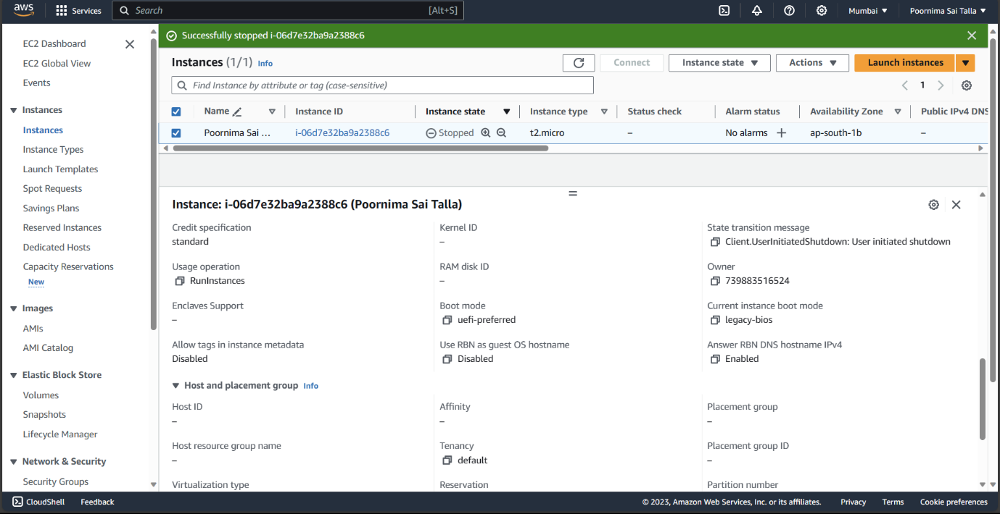 aws Services Search [Alt+S] Mumbai Poornima Sai Talla
EC2 Dashboard
EC2 Global View
Events
Instances
Instances
Instance Types
Launch Templates
Spot Requests
Savings Plans
Reserved Instances
Dedicated Hosts
Capacity Reservations
New
Images
AMIs
AMI Catalog
Elastic Block Store
Volumes
Snapshots
Lifecycle Manager
Network & Security
Security Groups
Successfully stopped i-06d7e32ba9a2388c6
Instances (1/1) Info Connect Instance state Actions Launch instances
Find Instance by attribute or tag (case-sensitive) 1
Name Instance ID Instance state Instance type Status check Alarm status Availability Zone Public IPv4 DNS
Poornima Sai ... i-06d7e32ba9a2388c6 Stopped t2.micro – No alarms + ap-south-1b –
Instance: i-06d7e32ba9a2388c6 (Poornima Sai Talla)
Credit specification Kernel ID State transition message
standard – Client.UserInitiatedShutdown: User initiated shutdown
Usage operation RAM disk ID Owner
RunInstances – 739883516524
Enclaves Support Boot mode Current instance boot mode
– uefi-preferred legacy-bios
Allow tags in instance metadata Use RBN as guest OS hostname Answer RBN DNS hostname IPv4
Disabled Disabled Enabled
Host and placement group Info
Host ID Affinity Placement group
– – –
Host resource group name Tenancy Placement group ID
– default –
Virtualization type Reservation Partition number
CloudShell Feedback © 2023, Amazon Web Services, Inc. or its affiliates. Privacy Terms Cookie preferences